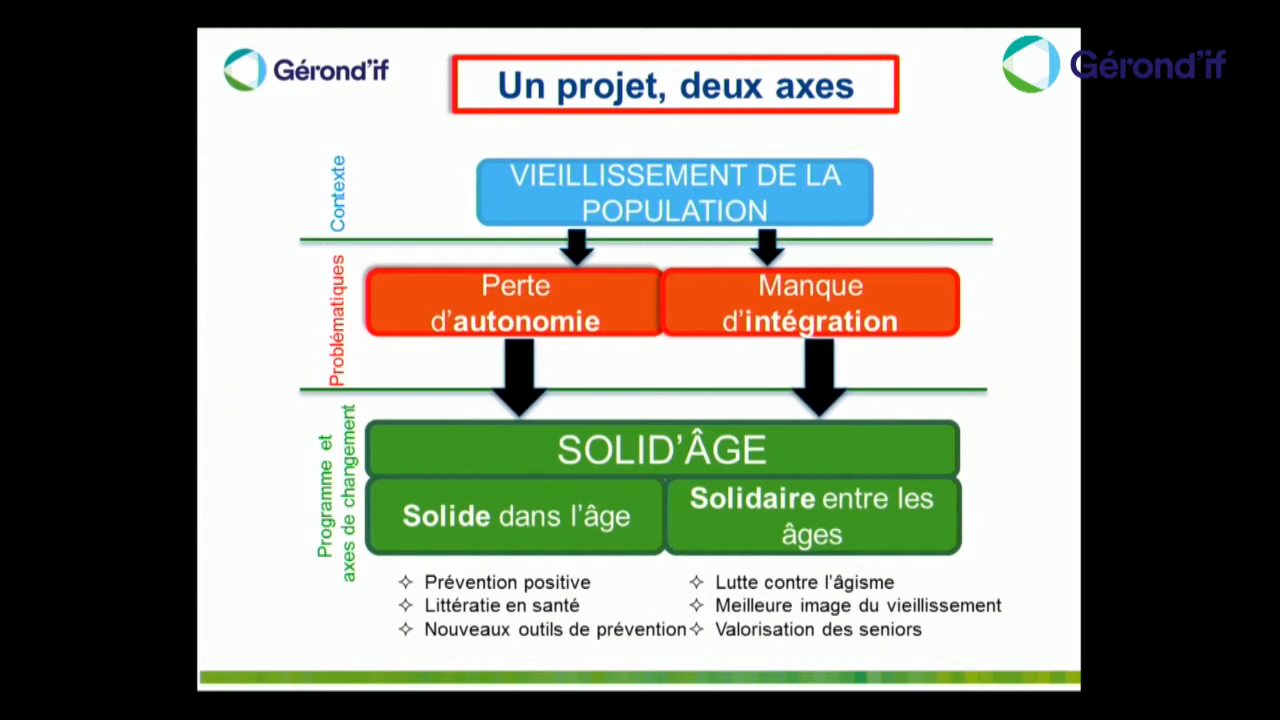 Gérond'if
Gérond'if
Un projet, deux axes
Contexte
VIEILLISSEMENT DE LA
POPULATION
Problématiques
Perte
d'autonomie
Manque
d'intégration
Programme et
axes de changement
SOLID'ÂGE
Solide dans l'âge
Solidaire entre les
âges
Prévention positive
Littératie en santé
Nouveaux outils de prévention
Lutte contre l'âgisme
Meilleure image du vieillissement
Valorisation des seniors